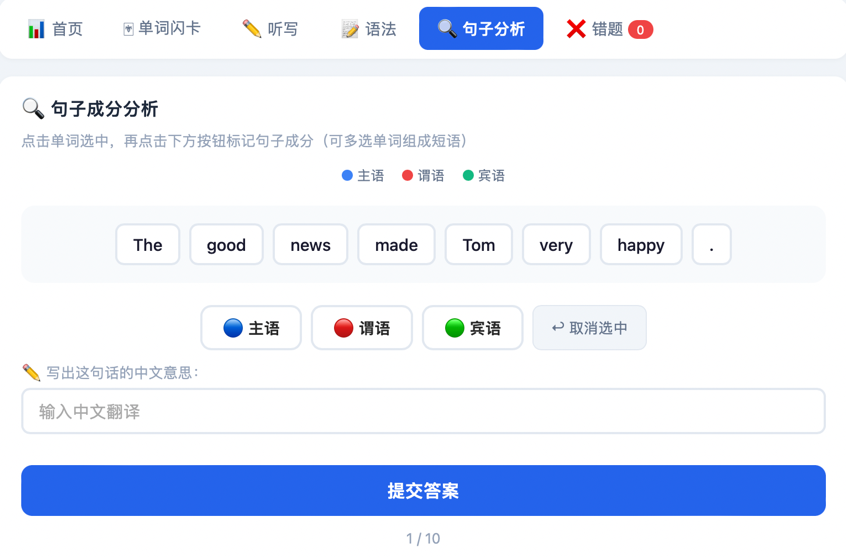 首页 单词闪卡 听写 语法 句子分析 错题 0
句子成分分析
点击单词选中，再点击下方按钮标记句子成分（可多选单词组成短语）
主语 谓语 宾语
The good news made Tom very happy .
主语 谓语 宾语 取消选中
写出这句话的中文意思：
输入中文翻译
提交答案
1 / 10